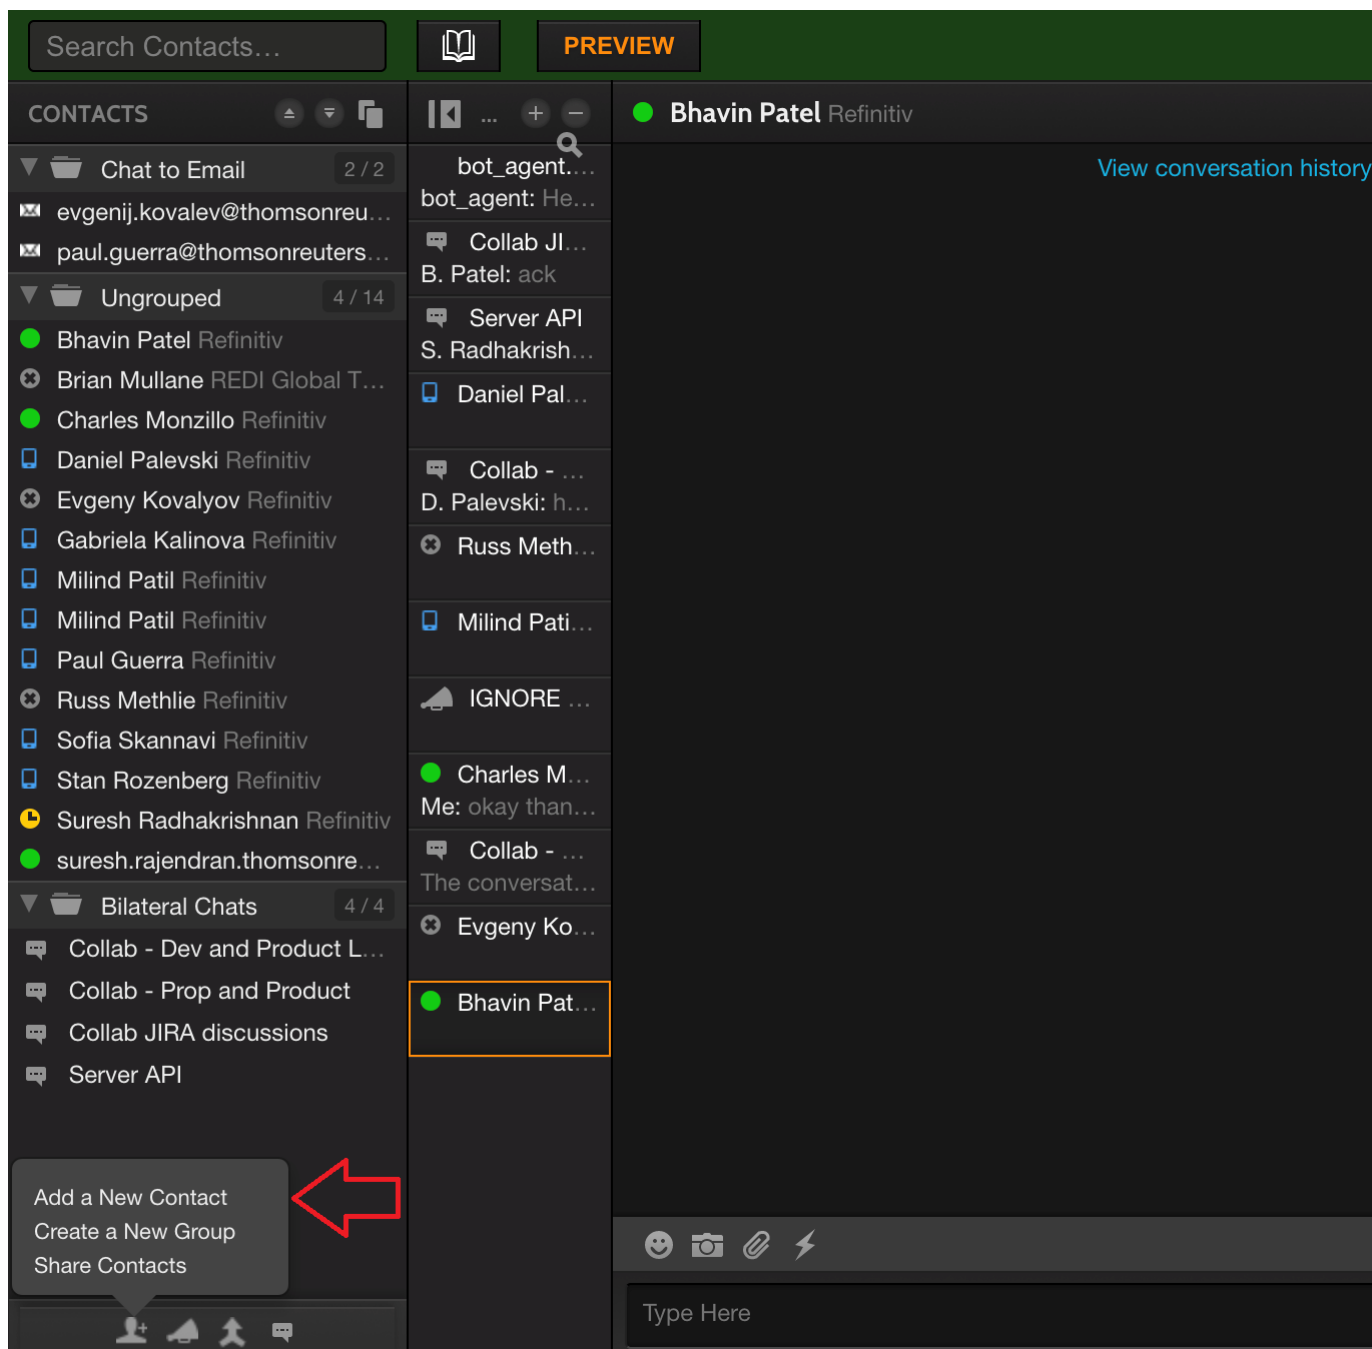 Search Contacts...
PREVIEW
CONTACTS
...
Bhavin Patel Refinitiv
View conversation history
Chat to Email 2 / 2
evgenij.kovalev@thomsonreu...
paul.guerra@thomsonreuters...
Ungrouped 4 / 14
Bhavin Patel Refinitiv
Brian Mullane REDI Global T...
Charles Monzillo Refinitiv
Daniel Palevski Refinitiv
Evgeny Kovalyov Refinitiv
Gabriela Kalinova Refinitiv
Milind Patil Refinitiv
Milind Patil Refinitiv
Paul Guerra Refinitiv
Russ Methlie Refinitiv
Sofia Skannavi Refinitiv
Stan Rozenberg Refinitiv
Suresh Radhakrishnan Refinitiv
suresh.rajendran.thomsonre...
Bilateral Chats 4 / 4
Collab - Dev and Product L...
Collab - Prop and Product
Collab JIRA discussions
Server API
Add a New Contact
Create a New Group
Share Contacts
bot_agent....
bot_agent: He...
Collab JI...
B. Patel: ack
Server API
S. Radhakrish...
Daniel Pal...
Collab - ...
D. Palevski: h...
Russ Meth...
Milind Pati...
IGNORE ...
Charles M...
Me: okay than...
Collab - ...
The conversat...
Evgeny Ko...
Bhavin Pat...
Type Here